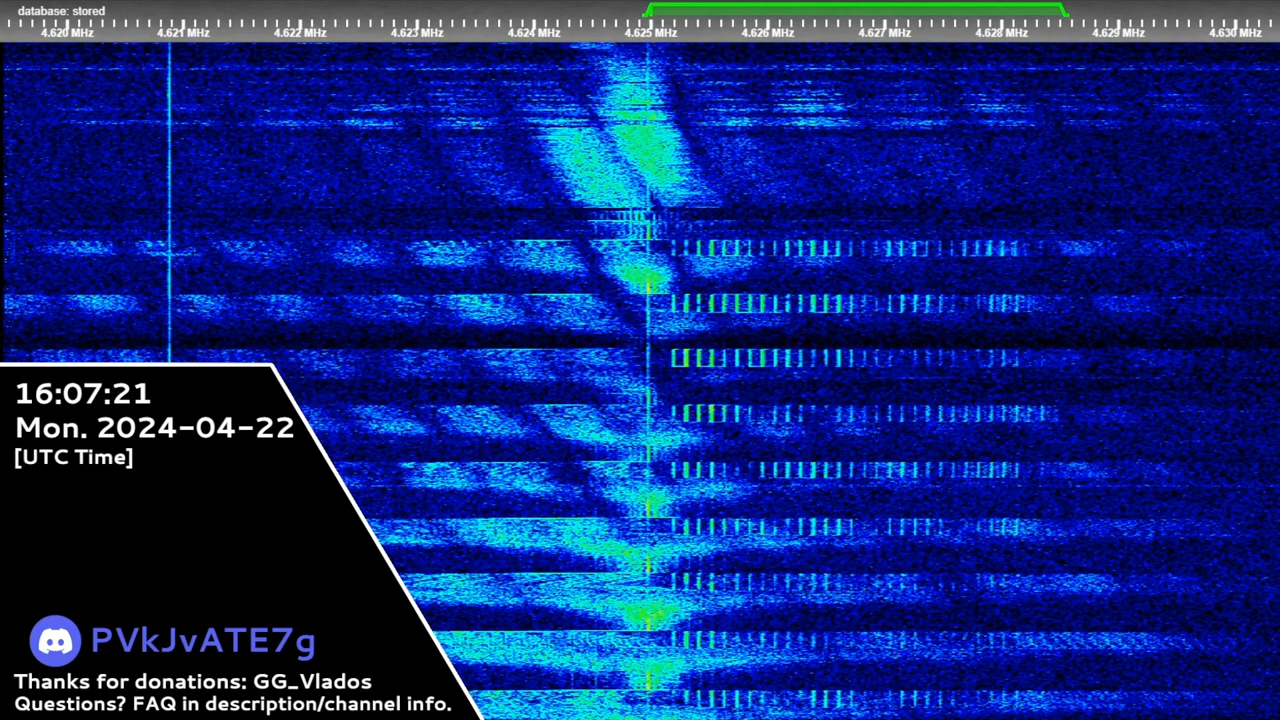 database: stored
4.620 MHz 4.621 MHz 4.622 MHz 4.623 MHz 4.624 MHz 4.625 MHz 4.626 MHz 4.627 MHz 4.628 MHz 4.629 MHz 4.630 MHz
16:07:21
Mon. 2024-04-22
[UTC Time]
PVkJvATE7g
Thanks for donations: GG_Vlados
Questions? FAQ in description/channel info.